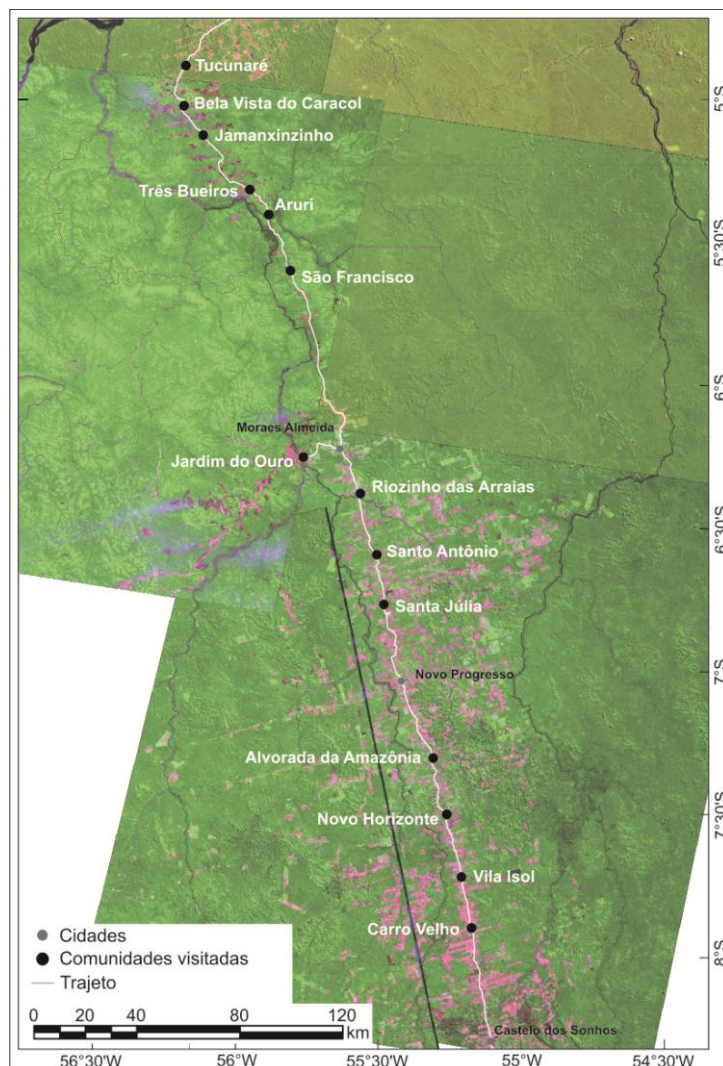 Tucunaré
5°S
Bela Vista do Caracol
Jamanxinzinho
Três Bueiros
Aruri
5°30'S
São Francisco
6°S
Moraes Almeida
Jardim do Ouro
Riozinho das Arraias
6°30'S
Santo Antônio
Santa Júlia
7°S
Novo Progresso
Alvorada da Amazônia
7°30'S
Novo Horizonte
Vila Isol
Carro Velho
8°S
Cidades
Comunidades visitadas
Trajeto
0 20 40 80 120
km
Castelo dos Sonhos
56°30'W 56°W 55°30'W 55°W 54°30'W